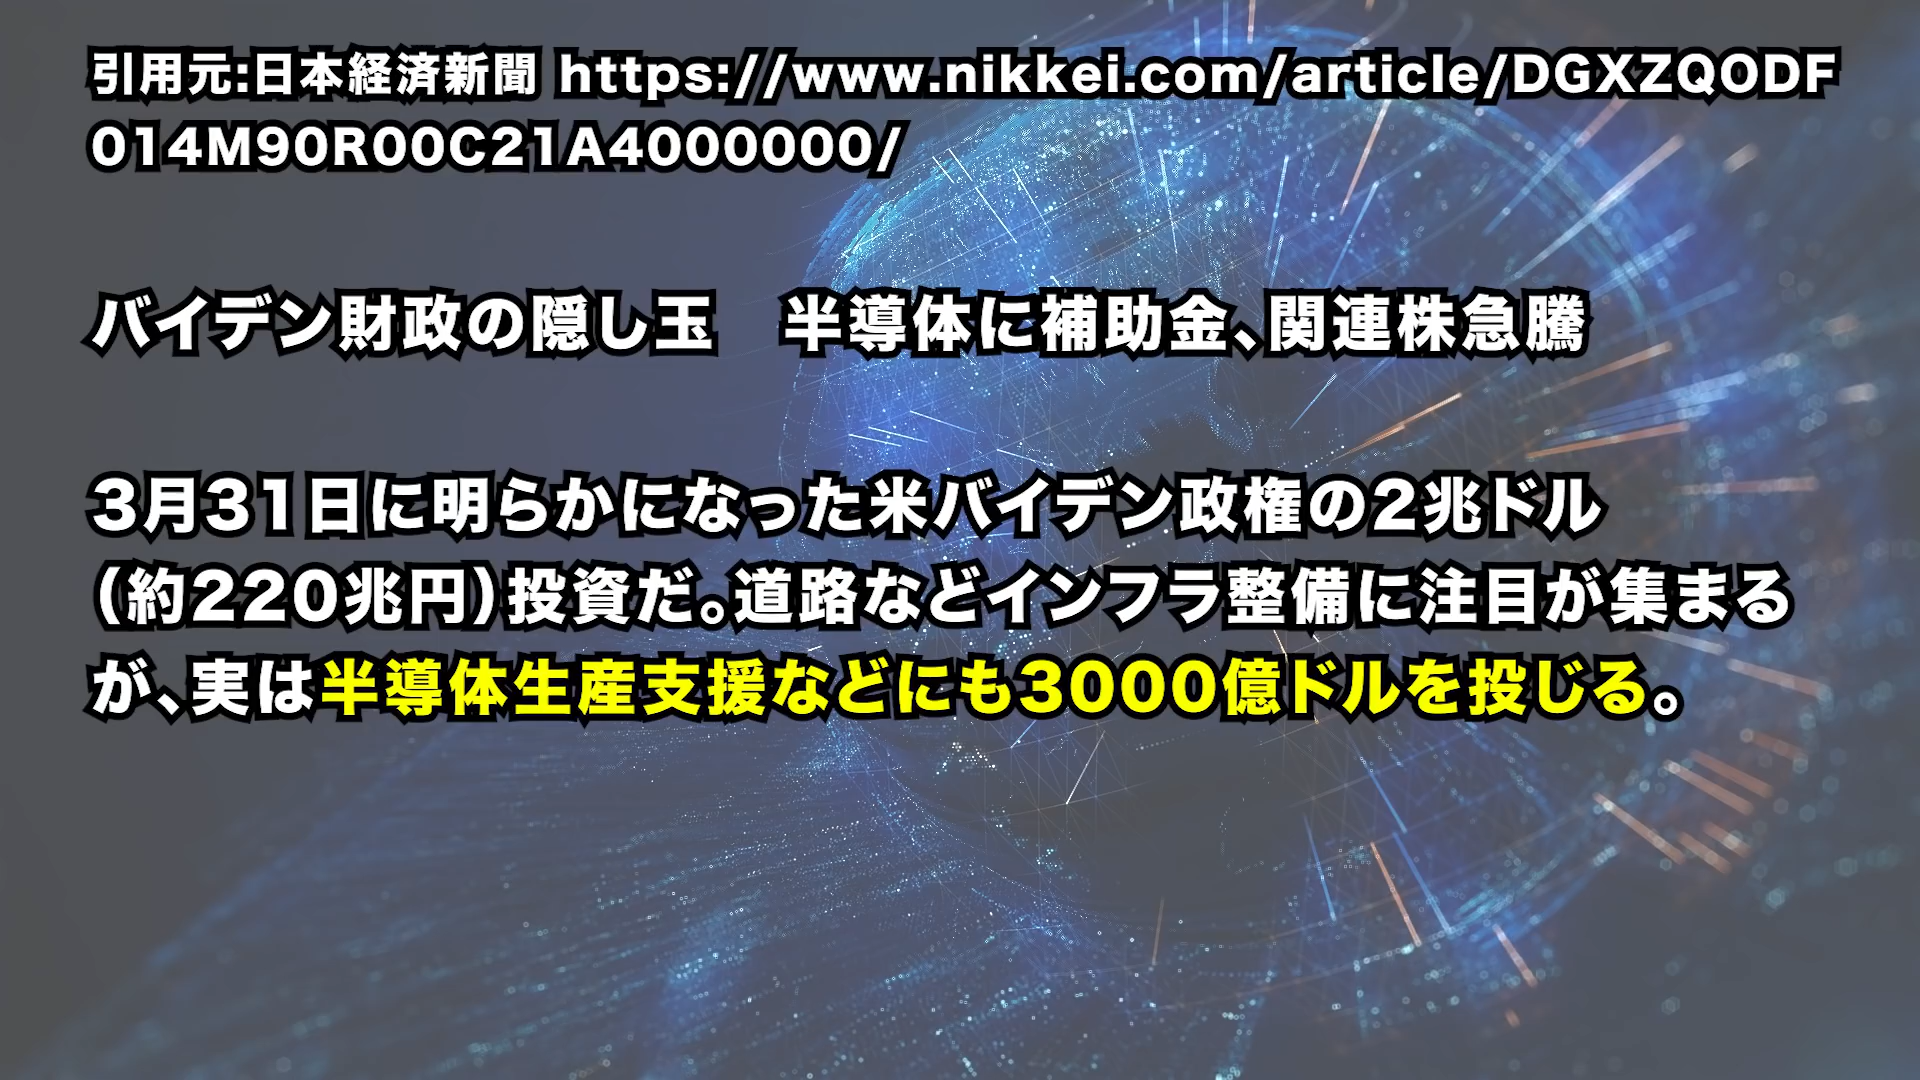 引用元:日本経済新聞 https://www.nikkei.com/article/DGXZQODF
014M90R00C21A4000000/
バイデン財政の隠し玉　半導体に補助金、関連株急騰
3月31日に明らかになった米バイデン政権の2兆ドル
(約220兆円)投資だ。道路などインフラ整備に注目が集まる
が、実は半導体生産支援などにも3000億ドルを投じる。